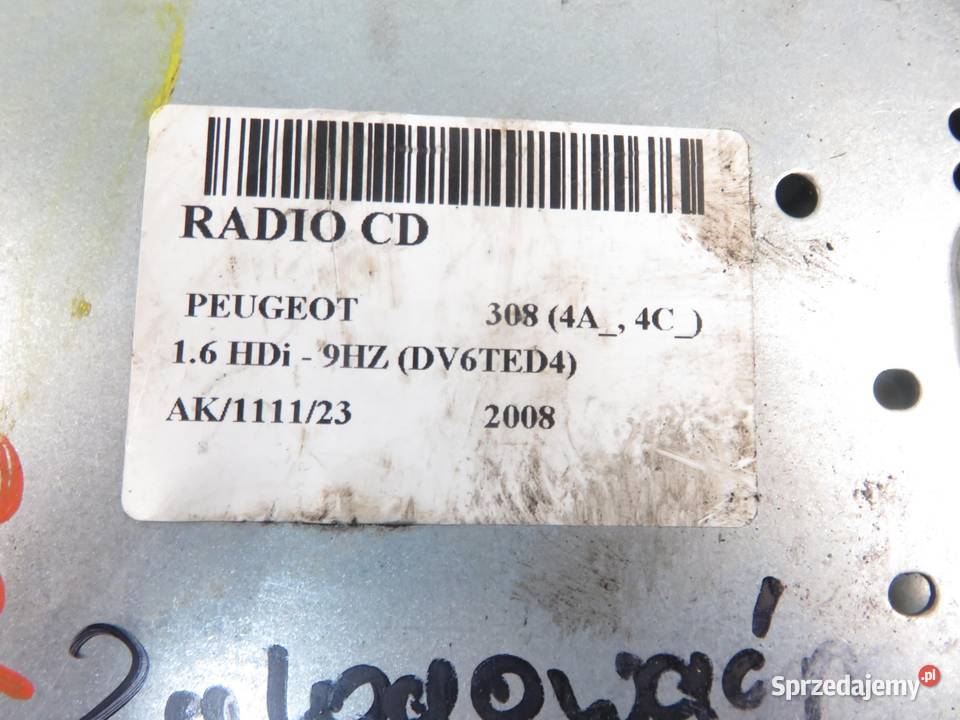 RADIO CD
PEUGEOT 308 (4A_, 4C_)
1.6 HDi - 9HZ (DV6TED4)
AK/1111/23 2008
Sprzedajemy.pl